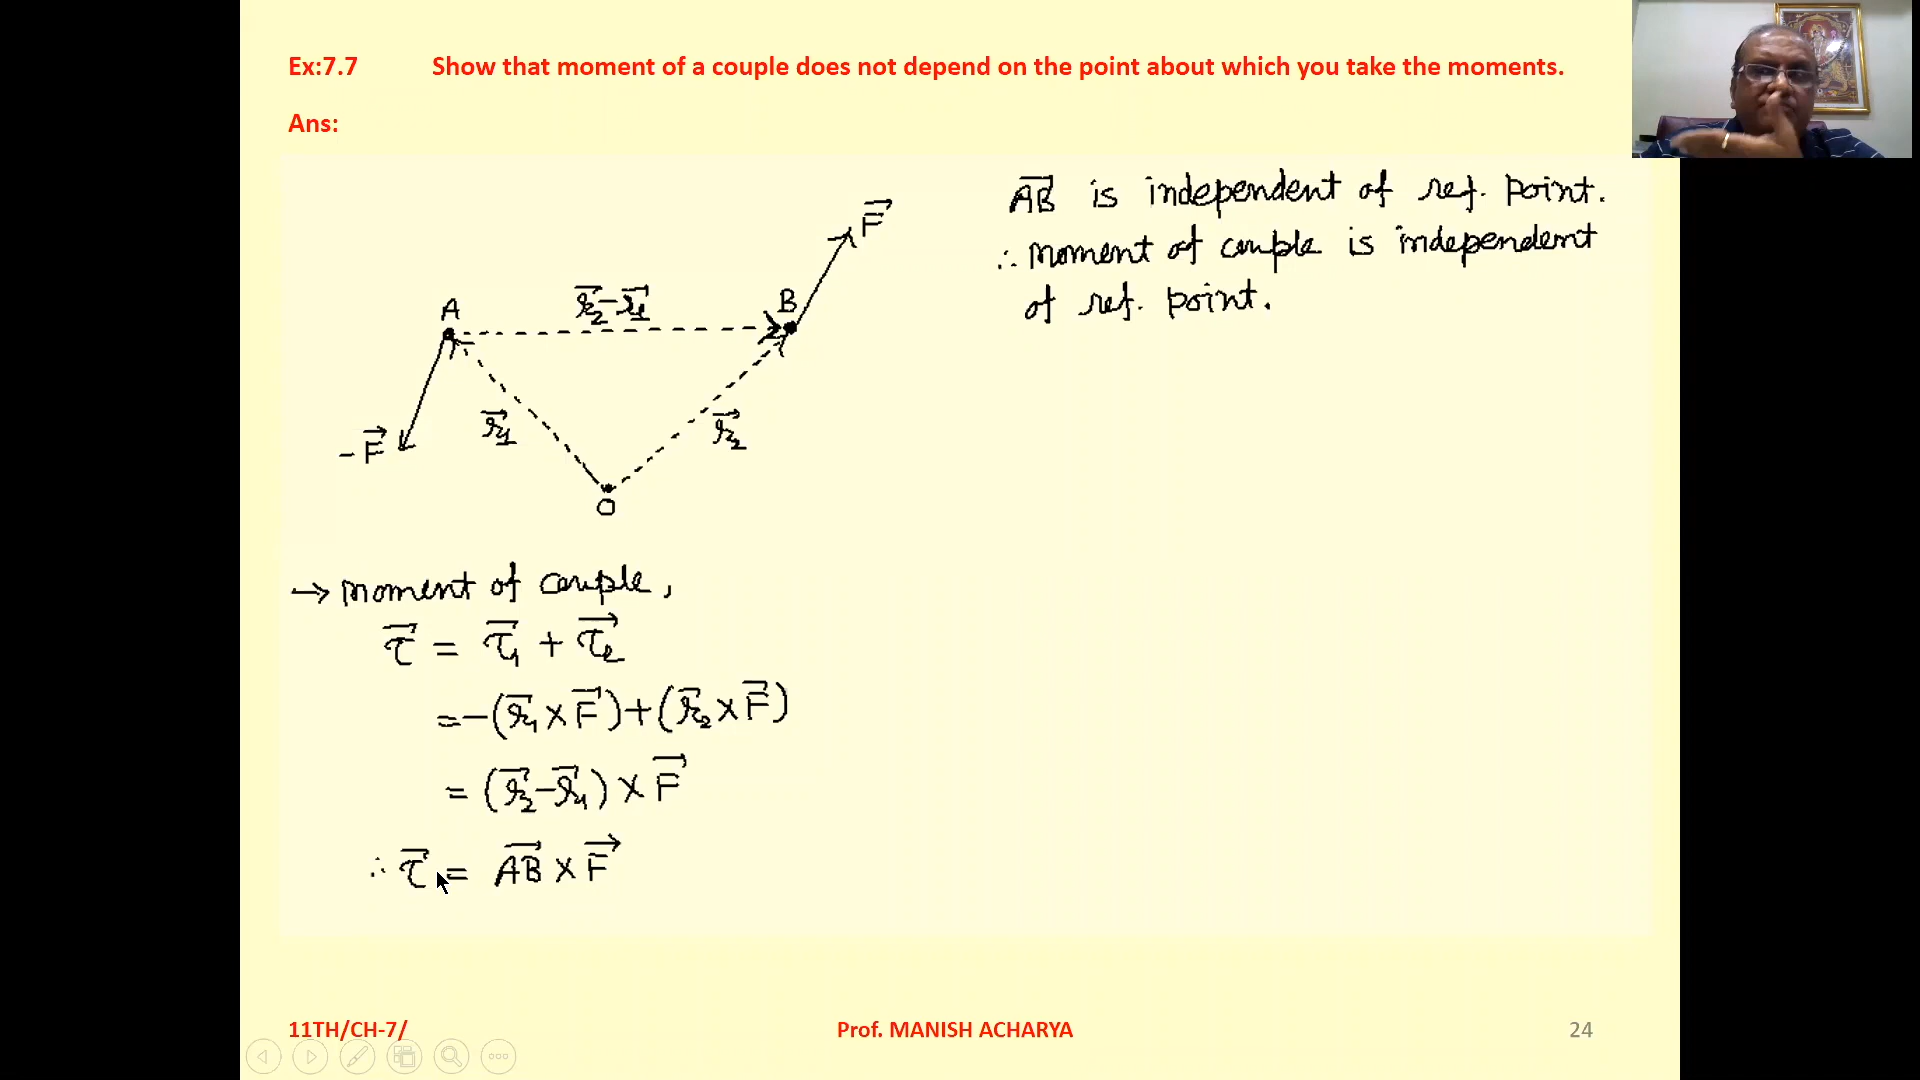 Ex:7.7 Show that moment of a couple does not depend on the point about which you take the moments.
Ans:
A
B
F⃗
-F⃗
r⃗₂-r⃗₁
r⃗₁
r⃗₂
O
→ moment of couple,
τ⃗ = τ⃗₁ + τ⃗₂
= -(r⃗₁ × F⃗) + (r⃗₂ × F⃗)
= (r⃗₂-r⃗₁) × F⃗
∴ τ⃗ = AB⃗ × F⃗
AB⃗ is independent of ref. point.
∴ moment of couple is independent
of ref. point.
11TH/CH-7/ Prof. MANISH ACHARYA 24